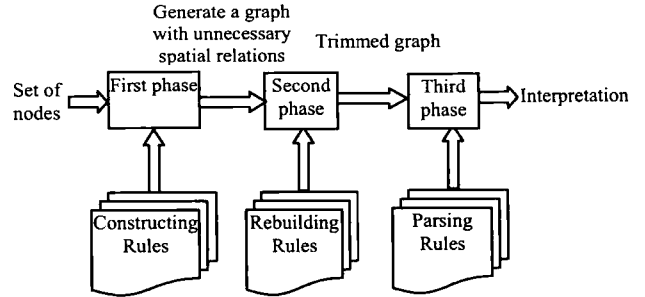 Generate a graph
with unnecessary
spatial relations
Trimmed graph
Set of
nodes
First phase
Second
phase
Third
phase
Interpretation
Constructing
Rules
Rebuilding
Rules
Parsing
Rules